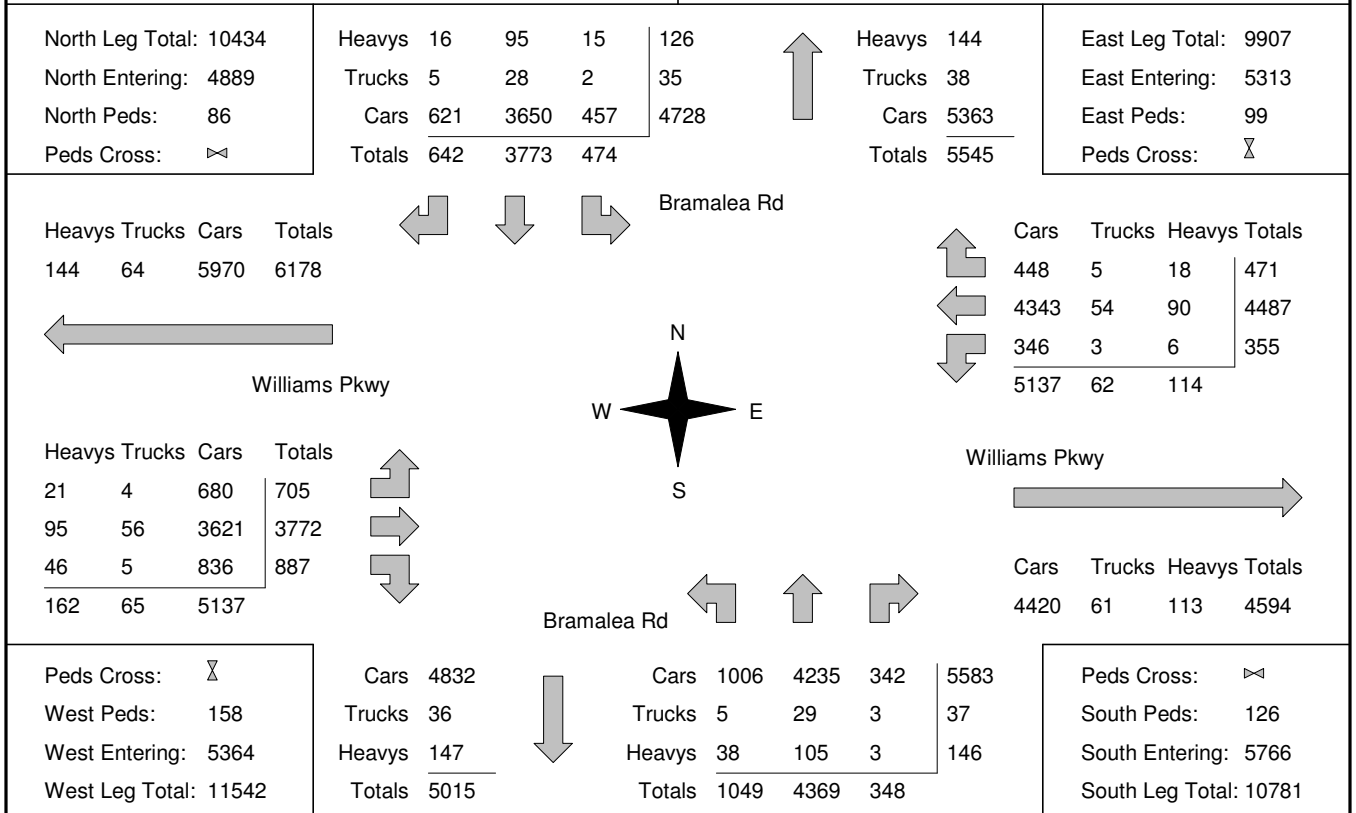 North Leg Total: 10434
North Entering: 4889
North Peds: 86
Peds Cross:
Heavys 16 95 15 126
Trucks 5 28 2 35
Cars 621 3650 457 4728
Totals 642 3773 474
Heavys 144
Trucks 38
Cars 5363
Totals 5545
East Leg Total: 9907
East Entering: 5313
East Peds: 99
Peds Cross:
Bramalea Rd
Heavys Trucks Cars Totals
144 64 5970 6178
Williams Pkwy
Cars Trucks Heavys Totals
448 5 18 471
4343 54 90 4487
346 3 6 355
5137 62 114
N
W E
S
Heavys Trucks Cars Totals
21 4 680 705
95 56 3621 3772
46 5 836 887
162 65 5137
Williams Pkwy
Cars Trucks Heavys Totals
4420 61 113 4594
Bramalea Rd
Peds Cross:
West Peds: 158
West Entering: 5364
West Leg Total: 11542
Cars 4832
Trucks 36
Heavys 147
Totals 5015
Cars 1006 4235 342 5583
Trucks 5 29 3 37
Heavys 38 105 3 146
Totals 1049 4369 348
Peds Cross:
South Peds: 126
South Entering: 5766
South Leg Total: 10781